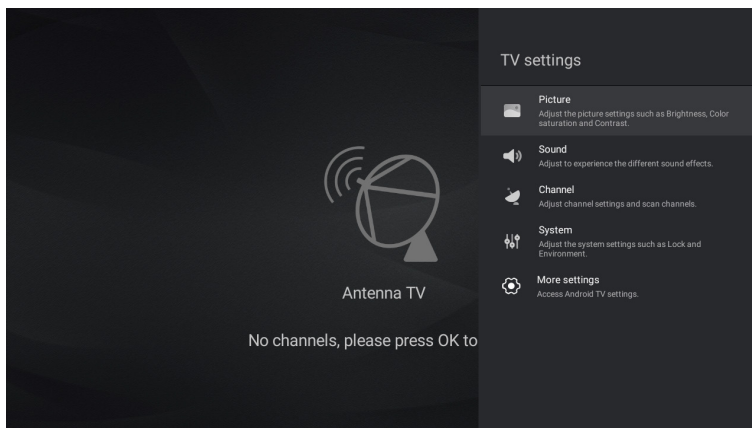 TV settings
Picture
Adjust the picture settings such as Brightness, Color
saturation and Contrast.
Sound
Adjust to experience the different sound effects.
Channel
Adjust channel settings and scan channels.
System
Adjust the system settings such as Lock and
Environment.
More settings
Access Android TV settings.
Antenna TV
No channels, please press OK to